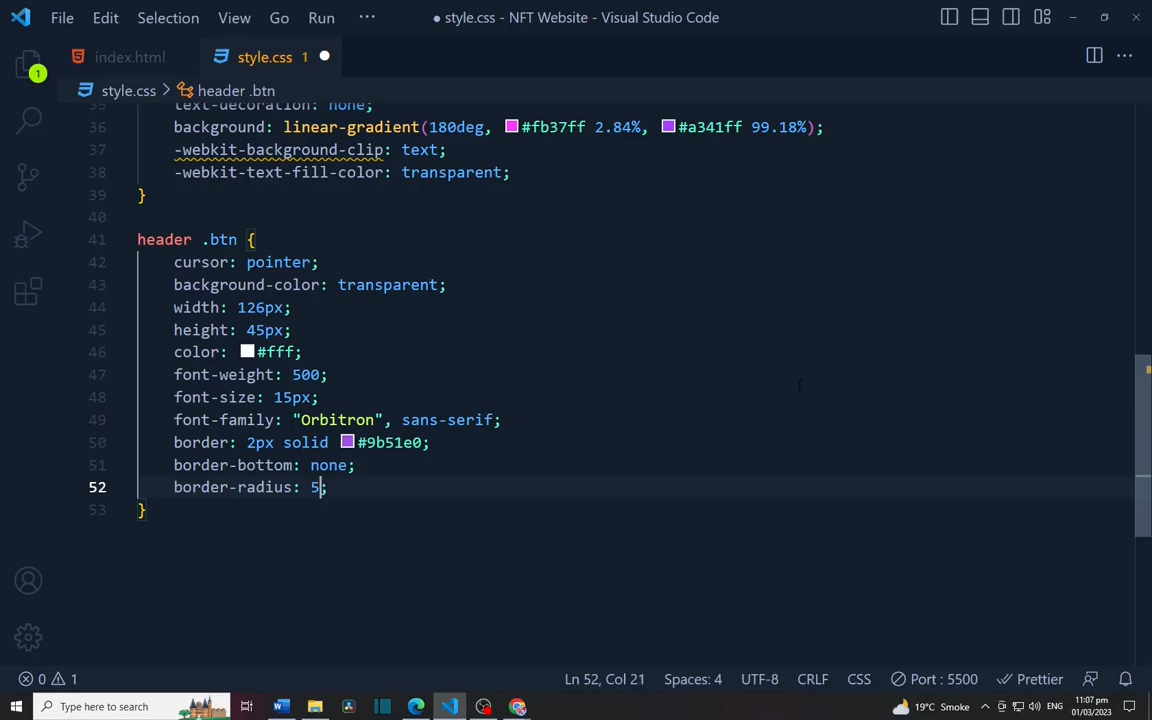 File Edit Selection View Go Run ··· ● style.css - NFT Website - Visual Studio Code
index.html style.css 1
1
style.css > header .btn
35 text-decoration: none;
36 background: linear-gradient(180deg, #fb37ff 2.84%, #a341ff 99.18%);
37 -webkit-background-clip: text;
38 -webkit-text-fill-color: transparent;
39 }
40
41 header .btn {
42 cursor: pointer;
43 background-color: transparent;
44 width: 126px;
45 height: 45px;
46 color: #fff;
47 font-weight: 500;
48 font-size: 15px;
49 font-family: "Orbitron", sans-serif;
50 border: 2px solid #9b51e0;
51 border-bottom: none;
52 border-radius: 5;
53 }
0 1 Ln 52, Col 21 Spaces: 4 UTF-8 CRLF CSS Port : 5500 Prettier
Type here to search 19°C Smoke ENG 11:07 pm
01/03/2023